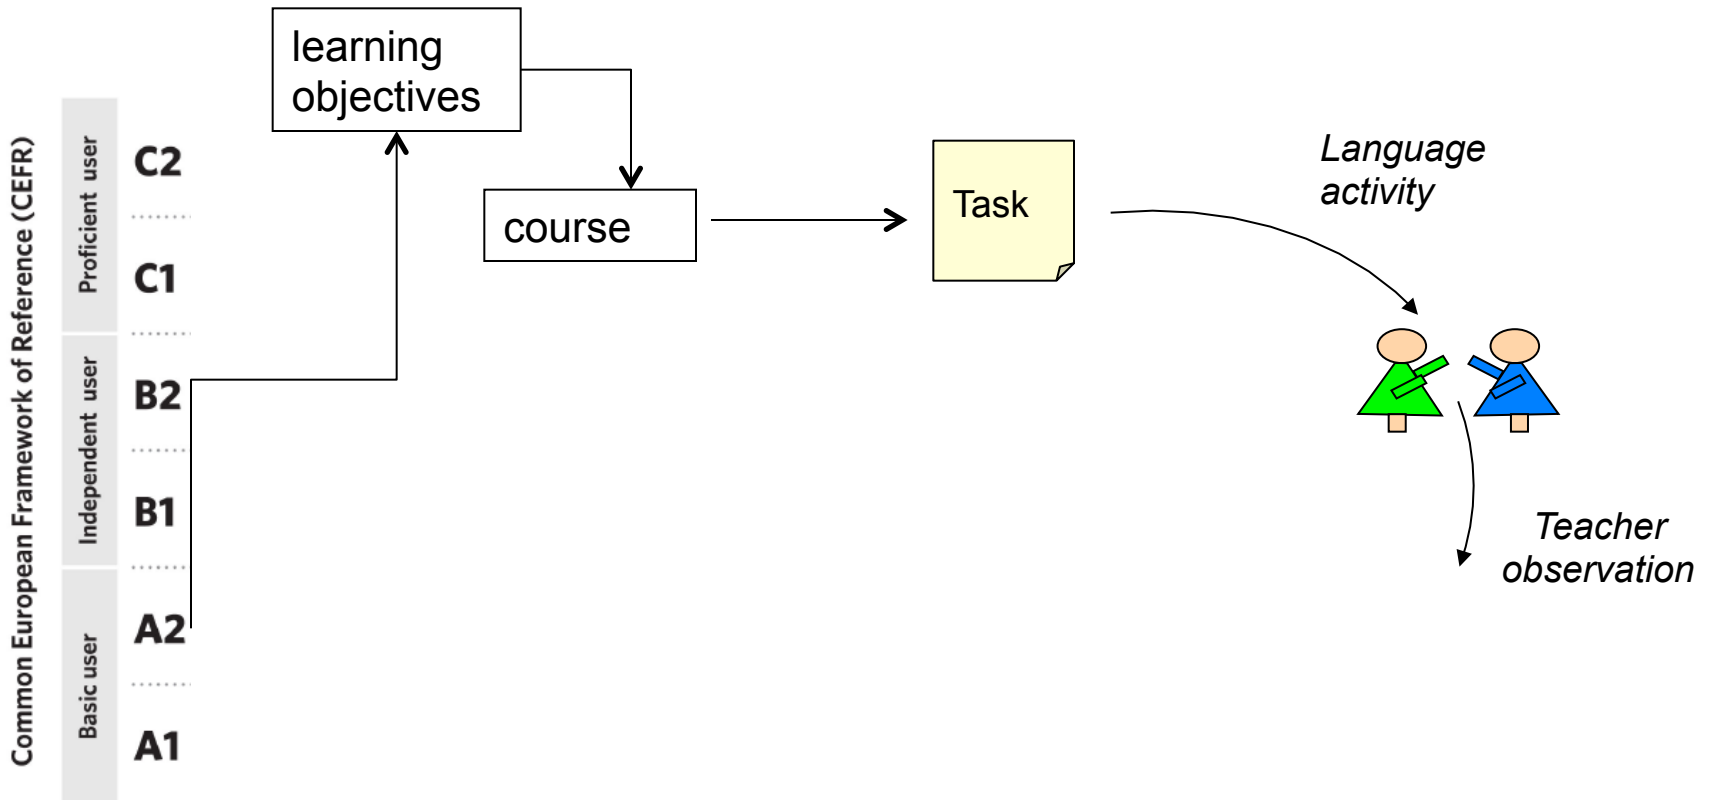 Common European Framework of Reference (CEFR)
Proficient user
Independent user
Basic user
C2
C1
B2
B1
A2
A1
learning
objectives
course
Task
Language
activity
Teacher
observation